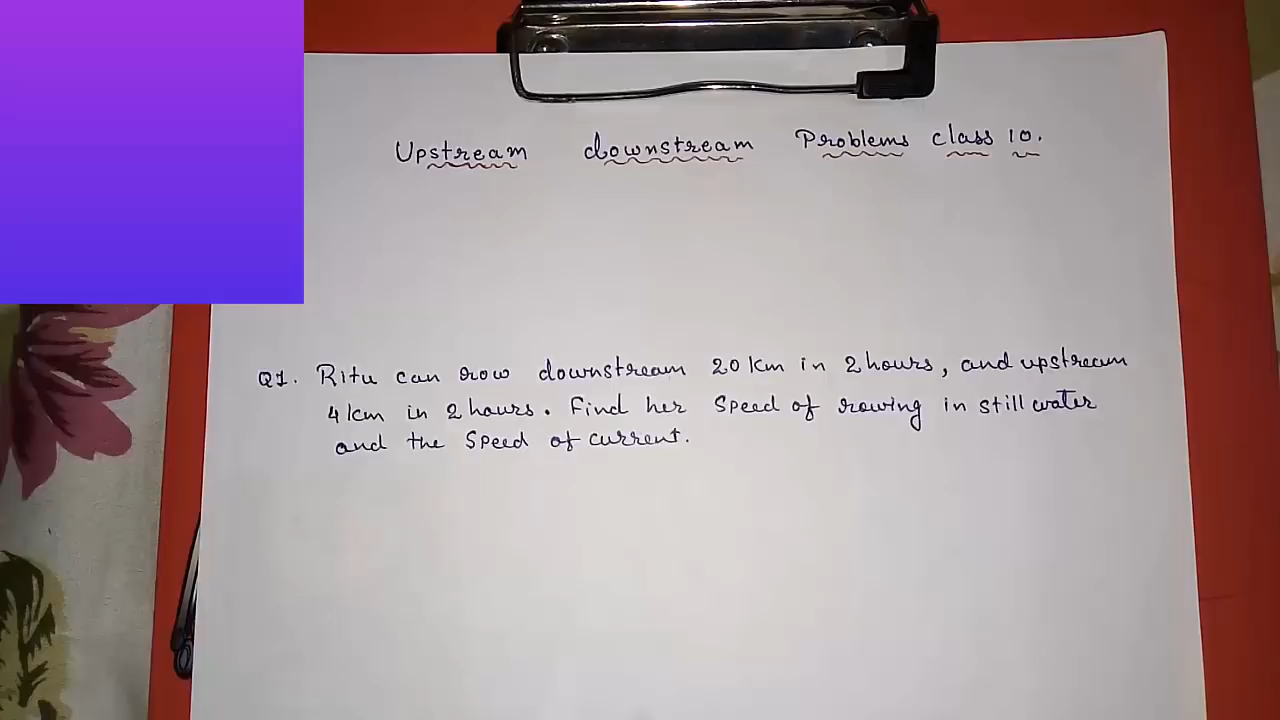 Upstream downstream Problems class 10.
Q1. Ritu can row downstream 20 km in 2 hours, and upstream
4 km in 2 hours. Find her speed of rowing in still water
and the speed of current.